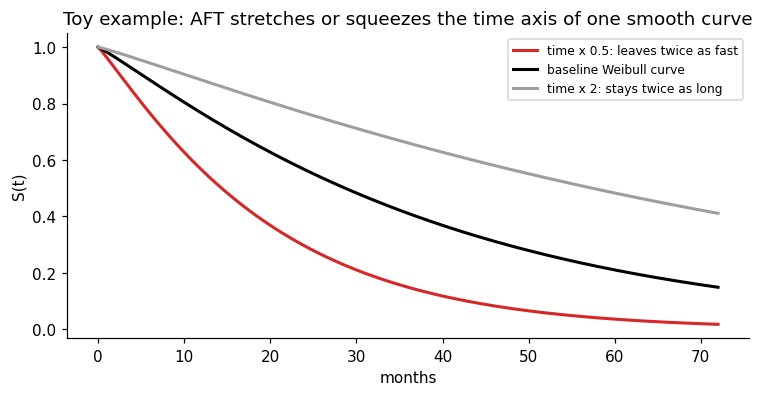 Toy example: AFT stretches or squeezes the time axis of one smooth curve
time x 0.5: leaves twice as fast
baseline Weibull curve
time x 2: stays twice as long
S(t)
1.0
0.8
0.6
0.4
0.2
0.0
0 10 20 30 40 50 60 70
months